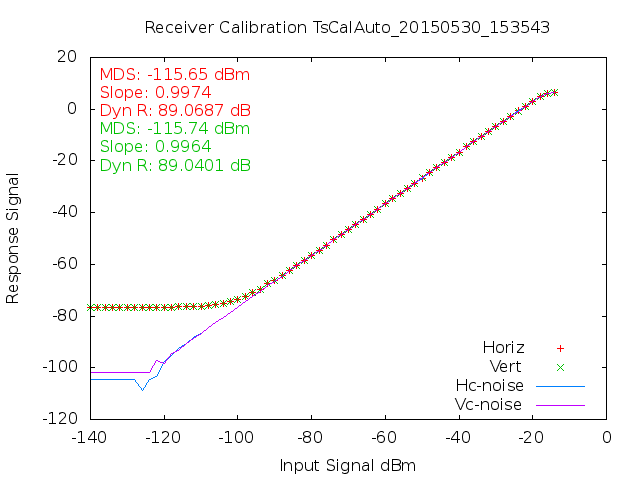 Receiver Calibration TsCalAuto_20150530_153543
20
0
-20
-40
-60
-80
-100
-120
Response Signal
MDS: -115.65 dBm
Slope: 0.9974
Dyn R: 89.0687 dB
MDS: -115.74 dBm
Slope: 0.9964
Dyn R: 89.0401 dB
Horiz
Vert
Hc-noise
Vc-noise
-140 -120 -100 -80 -60 -40 -20 0
Input Signal dBm